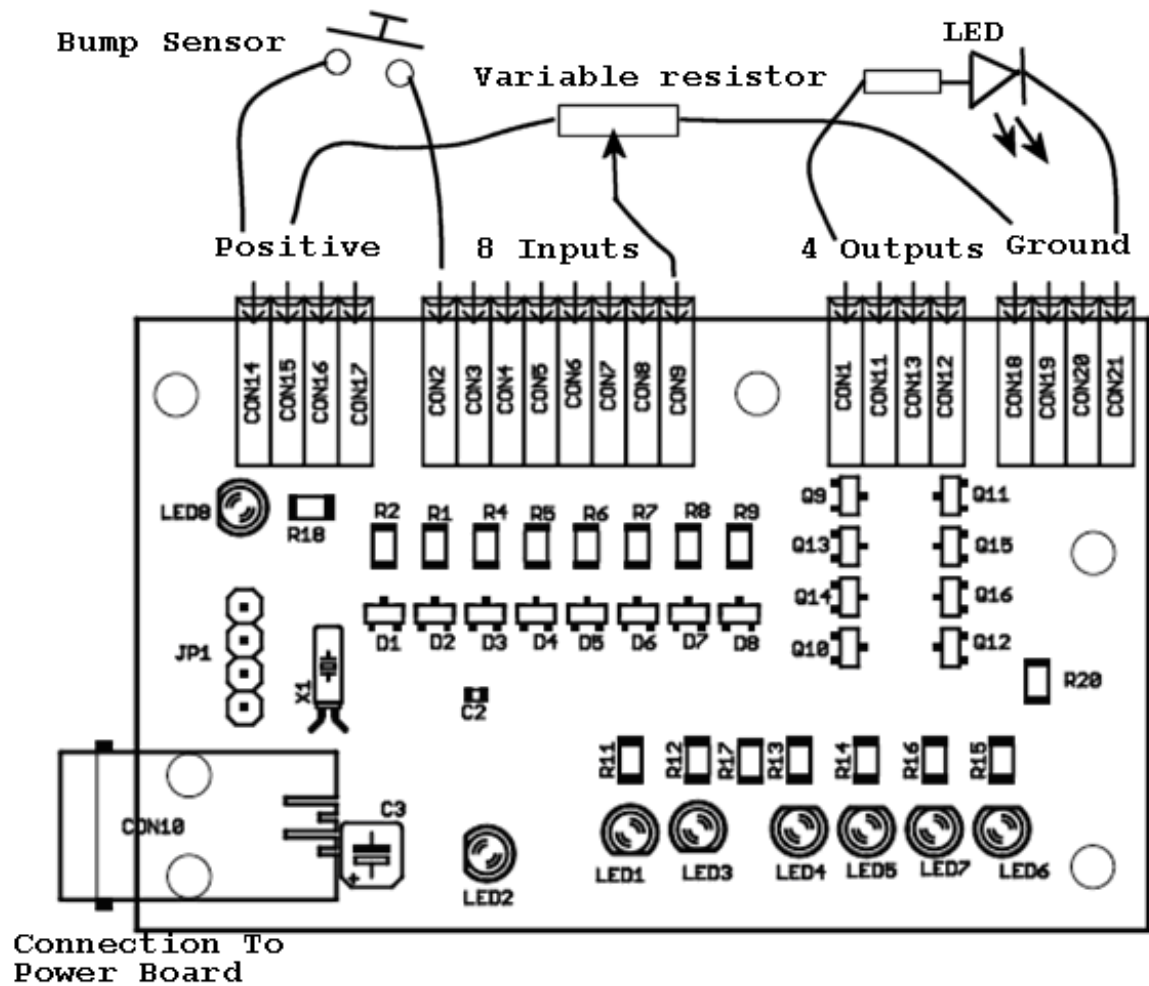 LED
Bump Sensor
Variable resistor
Positive
8 Inputs
4 Outputs
Ground
CON14
CON15
CON16
CON17
CON2
CON3
CON4
CON5
CON6
CON7
CON8
CON9
CON1
CON11
CON13
CON12
CON18
CON19
CON20
CON21
LED8
R18
R2 R1 R4 R5 R6 R7 R8 R9
Q9 Q11
Q13 Q15
Q14 Q16
Q10 Q12
D1 D2 D3 D4 D5 D6 D7 D8
JP1
X1
C2
R20
R11
R12
R17
R13
R14
R16
R15
CON10
C3
+
LED2
LED1 LED3 LED4 LED5 LED7 LED6
Connection To
Power Board